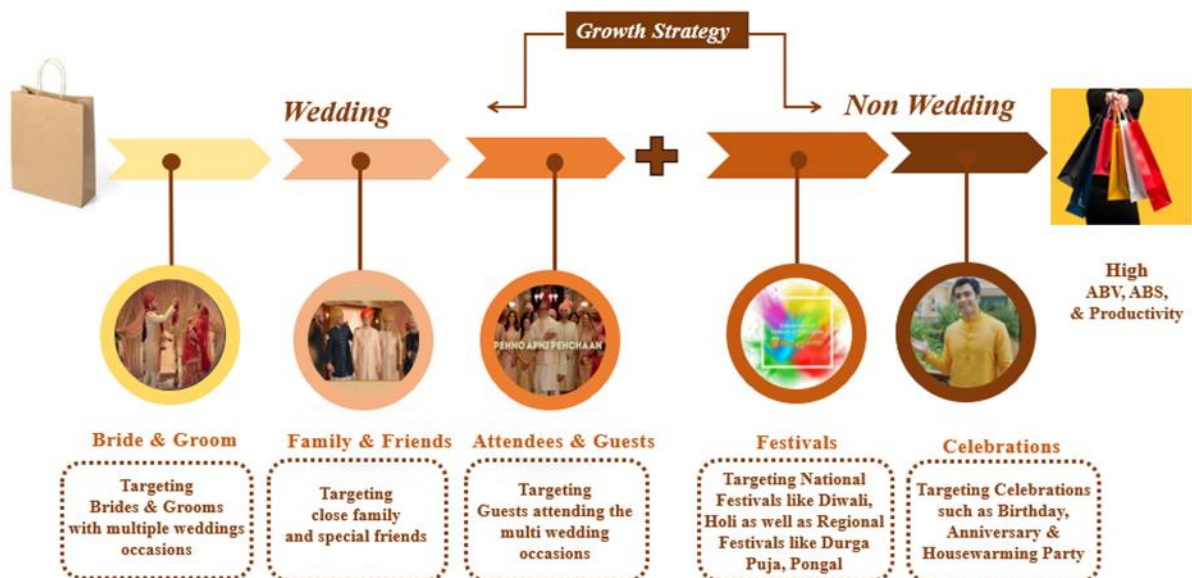 Growth Strategy
Wedding
Non Wedding
PEHNO APNI PEHCHAAN
High
ABV, ABS,
& Productivity
Bride & Groom
Targeting
Brides & Grooms
with multiple weddings
occasions
Family & Friends
Targeting
close family
and special friends
Attendees & Guests
Targeting
Guests attending the
multi wedding
occasions
Festivals
Targeting National
Festivals like Diwali,
Holi as well as Regional
Festivals like Durga
Puja, Pongal
Celebrations
Targeting Celebrations
such as Birthday,
Anniversary &
Housewarming Party